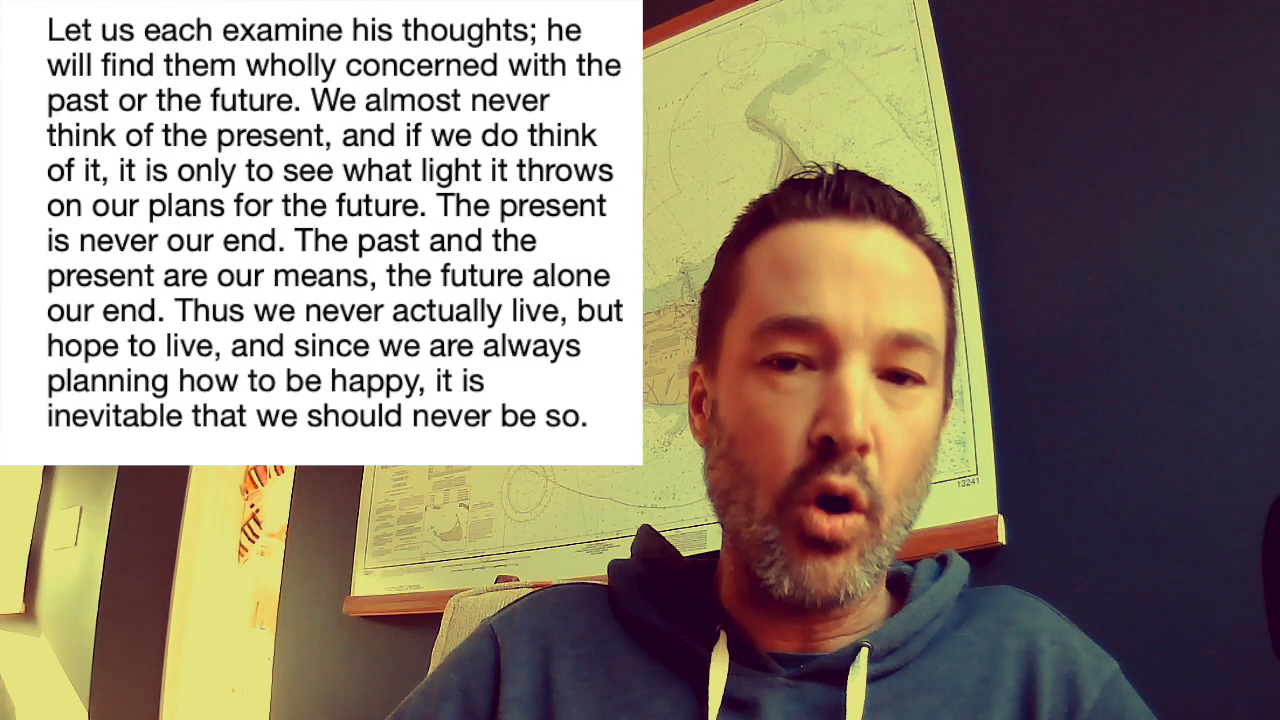 Let us each examine his thoughts; he
will find them wholly concerned with the
past or the future. We almost never
think of the present, and if we do think
of it, it is only to see what light it throws
on our plans for the future. The present
is never our end. The past and the
present are our means, the future alone
our end. Thus we never actually live, but
hope to live, and since we are always
planning how to be happy, it is
inevitable that we should never be so.
13241